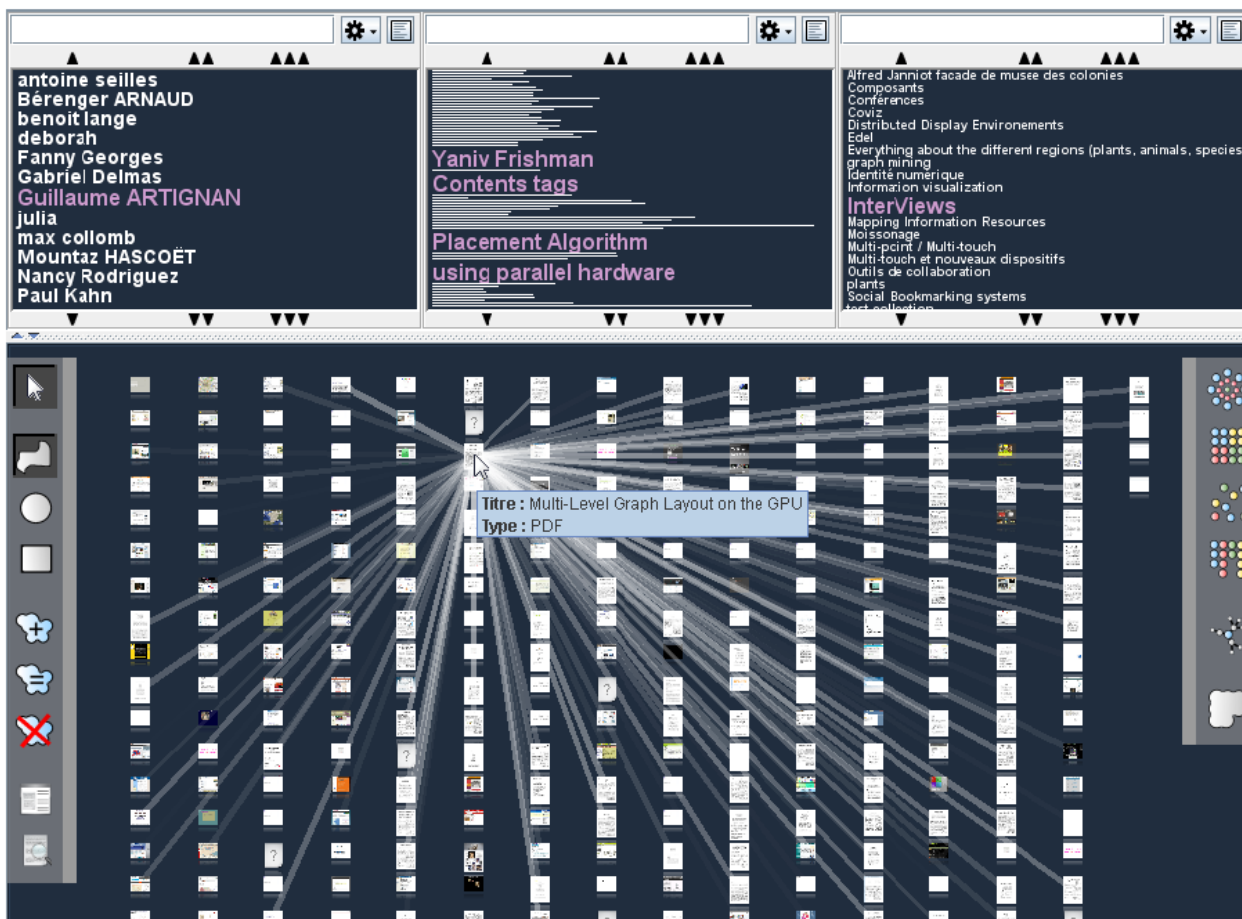 antoine seilles
Bérenger ARNAUD
benoit lange
deborah
Fanny Georges
Gabriel Delmas
Guillaume ARTIGNAN
julia
max collomb
Mountaz HASCOËT
Nancy Rodriguez
Paul Kahn
Yaniv Frishman
Contents tags
Placement Algorithm
using parallel hardware
Alfred Janniot facade de musee des colonies
Composants
Conférences
Coviz
Distributed Display Environements
Edel
Everything about the different regions (plants, animals, species
graph mining
Identité numérique
Information visualization
InterViews
Mapping Information Resources
Moissonage
Multi-point / Multi-touch
Multi-touch et nouveaux dispositifs
Outils de collaboration
plants
Social Bookmarking systems
test collection
Titre : Multi-Level Graph Layout on the GPU
Type : PDF